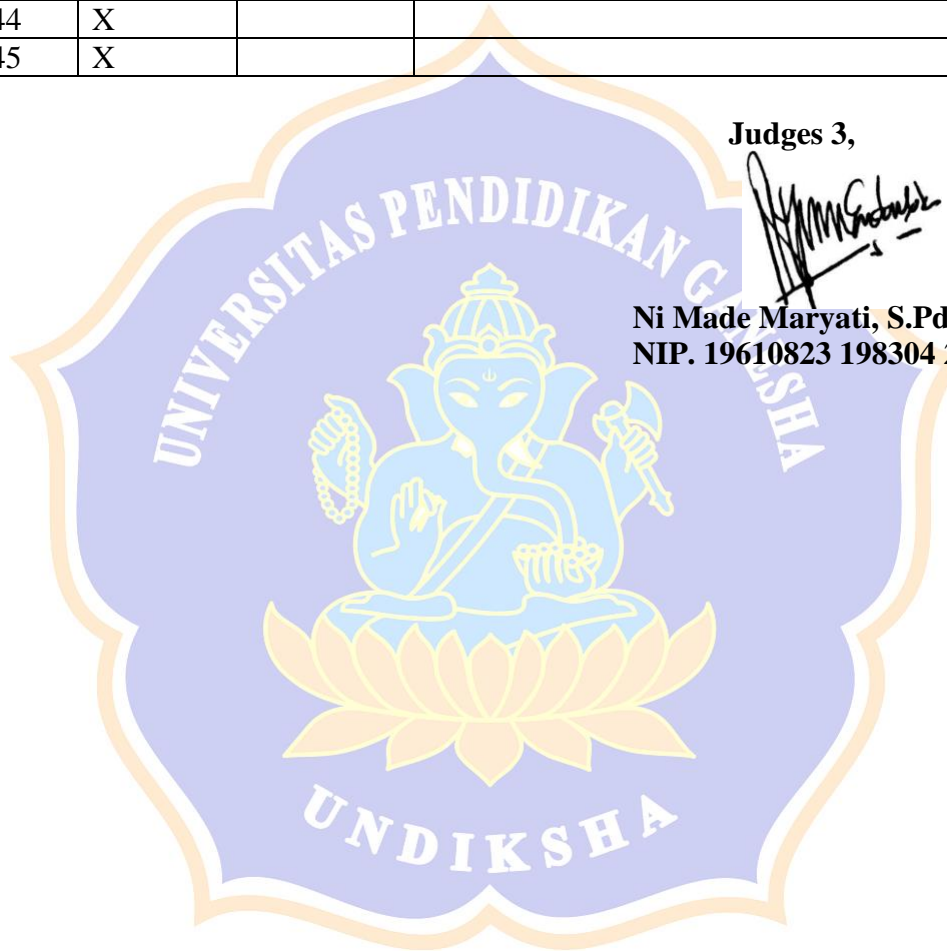 44 X
45 X
Judges 3,
Ni Made Maryati, S.Pd
NIP. 19610823 198304
UNIVERSITAS PENDIDIKAN GANESHA
UNDIKSHA